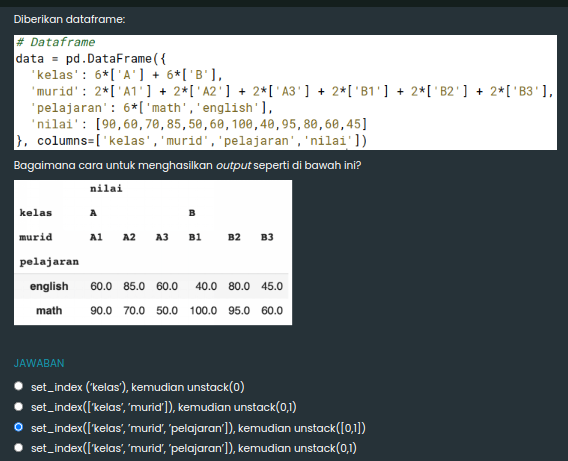 Diberikan dataframe:
# Dataframe
data = pd.DataFrame({
'kelas': 6*['A'] + 6*['B'],
'murid': 2*['A1'] + 2*['A2'] + 2*['A3'] + 2*['B1'] + 2*['B2'] + 2*['B3'],
'pelajaran': 6*['math','english'],
'nilai': [90,60,70,85,50,60,100,40,95,80,60,45]
}, columns=['kelas','murid','pelajaran','nilai'])
Bagaimana cara untuk menghasilkan output seperti di bawah ini?
nilai
kelas A B
murid A1 A2 A3 B1 B2 B3
pelajaran
english 60.0 85.0 60.0 40.0 80.0 45.0
math 90.0 70.0 50.0 100.0 95.0 60.0
JAWABAN
set_index ('kelas'), kemudian unstack(0)
set_index(['kelas', 'murid']), kemudian unstack(0,1)
set_index(['kelas', 'murid', 'pelajaran']), kemudian unstack([0,1])
set_index(['kelas', 'murid', 'pelajaran']), kemudian unstack(0,1)